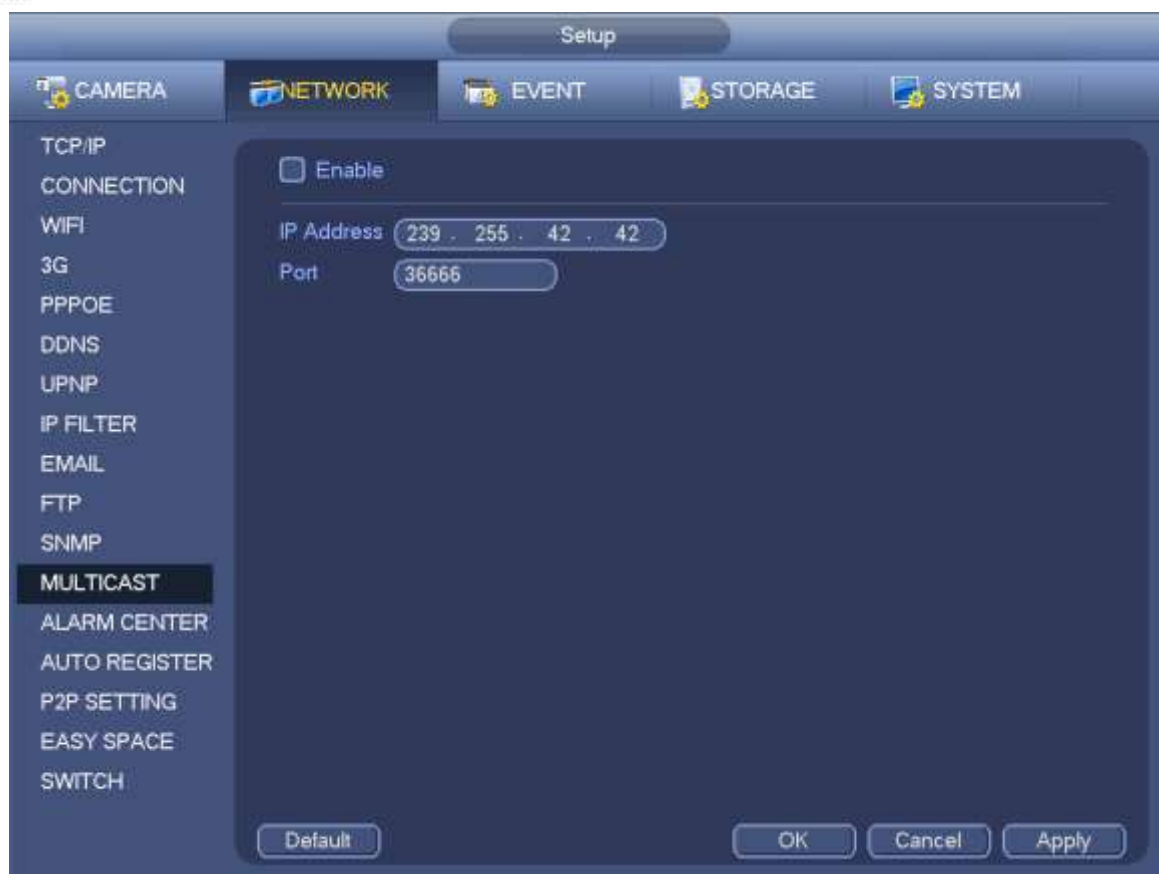 Setup
CAMERA NETWORK EVENT STORAGE SYSTEM
TCP/IP
CONNECTION
WIFI
3G
PPPOE
DDNS
UPNP
IP FILTER
EMAIL
FTP
SNMP
MULTICAST
ALARM CENTER
AUTO REGISTER
P2P SETTING
EASY SPACE
SWITCH
Enable
IP Address 239 . 255 . 42 . 42
Port 36666
Default OK Cancel Apply